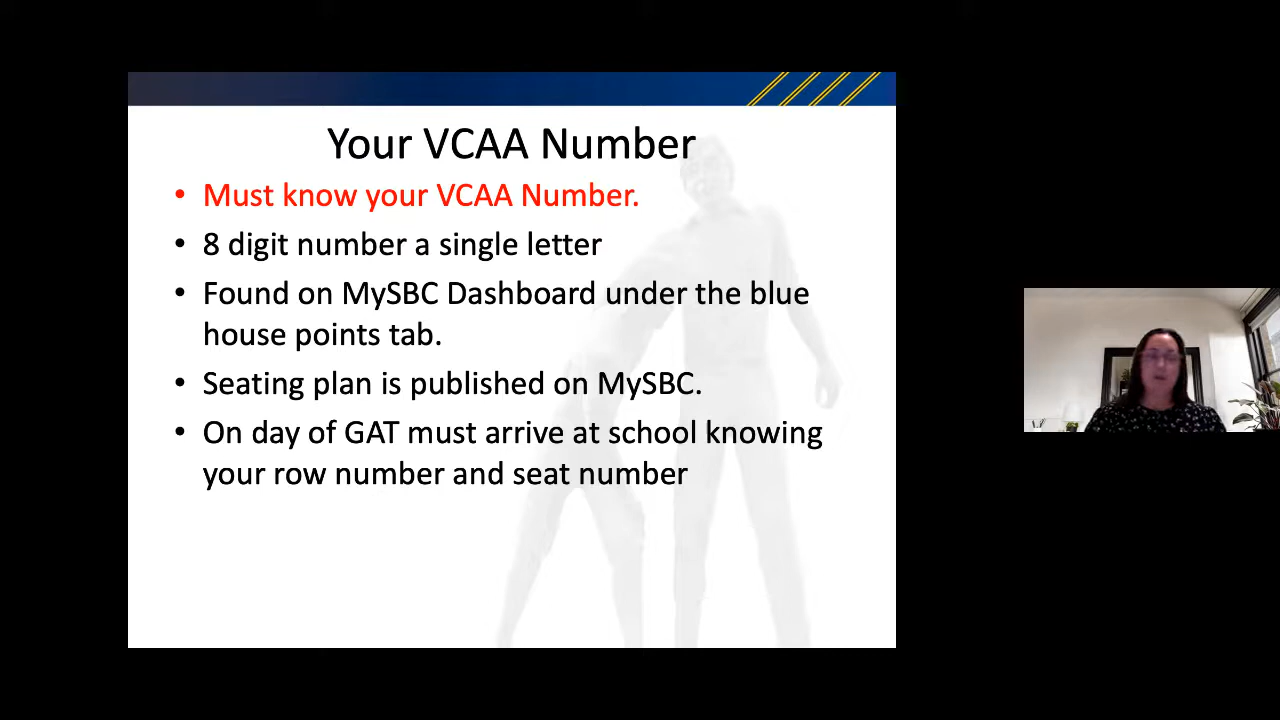 Your VCAA Number
• Must know your VCAA Number.
• 8 digit number a single letter
• Found on MySBC Dashboard under the blue
house points tab.
• Seating plan is published on MySBC.
• On day of GAT must arrive at school knowing
your row number and seat number